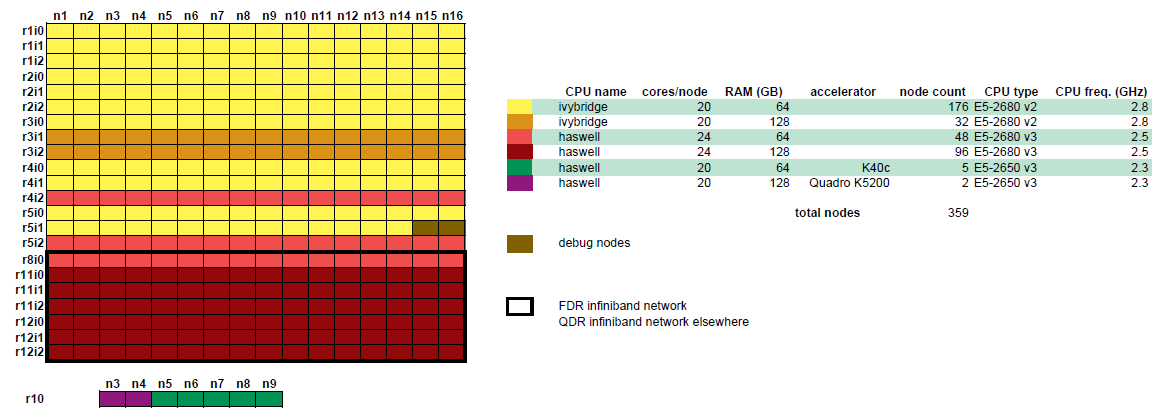 n1 n2 n3 n4 n5 n6 n7 n8 n9 n10 n11 n12 n13 n14 n15 n16
r1i0
r1i1
r1i2
r2i0
r2i1
r2i2
r3i0
r3i1
r3i2
r4i0
r4i1
r4i2
r5i0
r5i1
r5i2
r8i0
r11i0
r11i1
r11i2
r12i0
r12i1
r12i2
n3 n4 n5 n6 n7 n8 n9
r10
CPU name cores/node RAM (GB) accelerator node count CPU type CPU freq. (GHz)
ivybridge 20 64 176 E5-2680 v2 2.8
ivybridge 20 128 32 E5-2680 v2 2.8
haswell 24 64 48 E5-2680 v3 2.5
haswell 24 128 96 E5-2680 v3 2.5
haswell 20 64 K40c 5 E5-2650 v3 2.3
haswell 20 128 Quadro K5200 2 E5-2650 v3 2.3
total nodes 359
debug nodes
FDR infiniband network
QDR infiniband network elsewhere